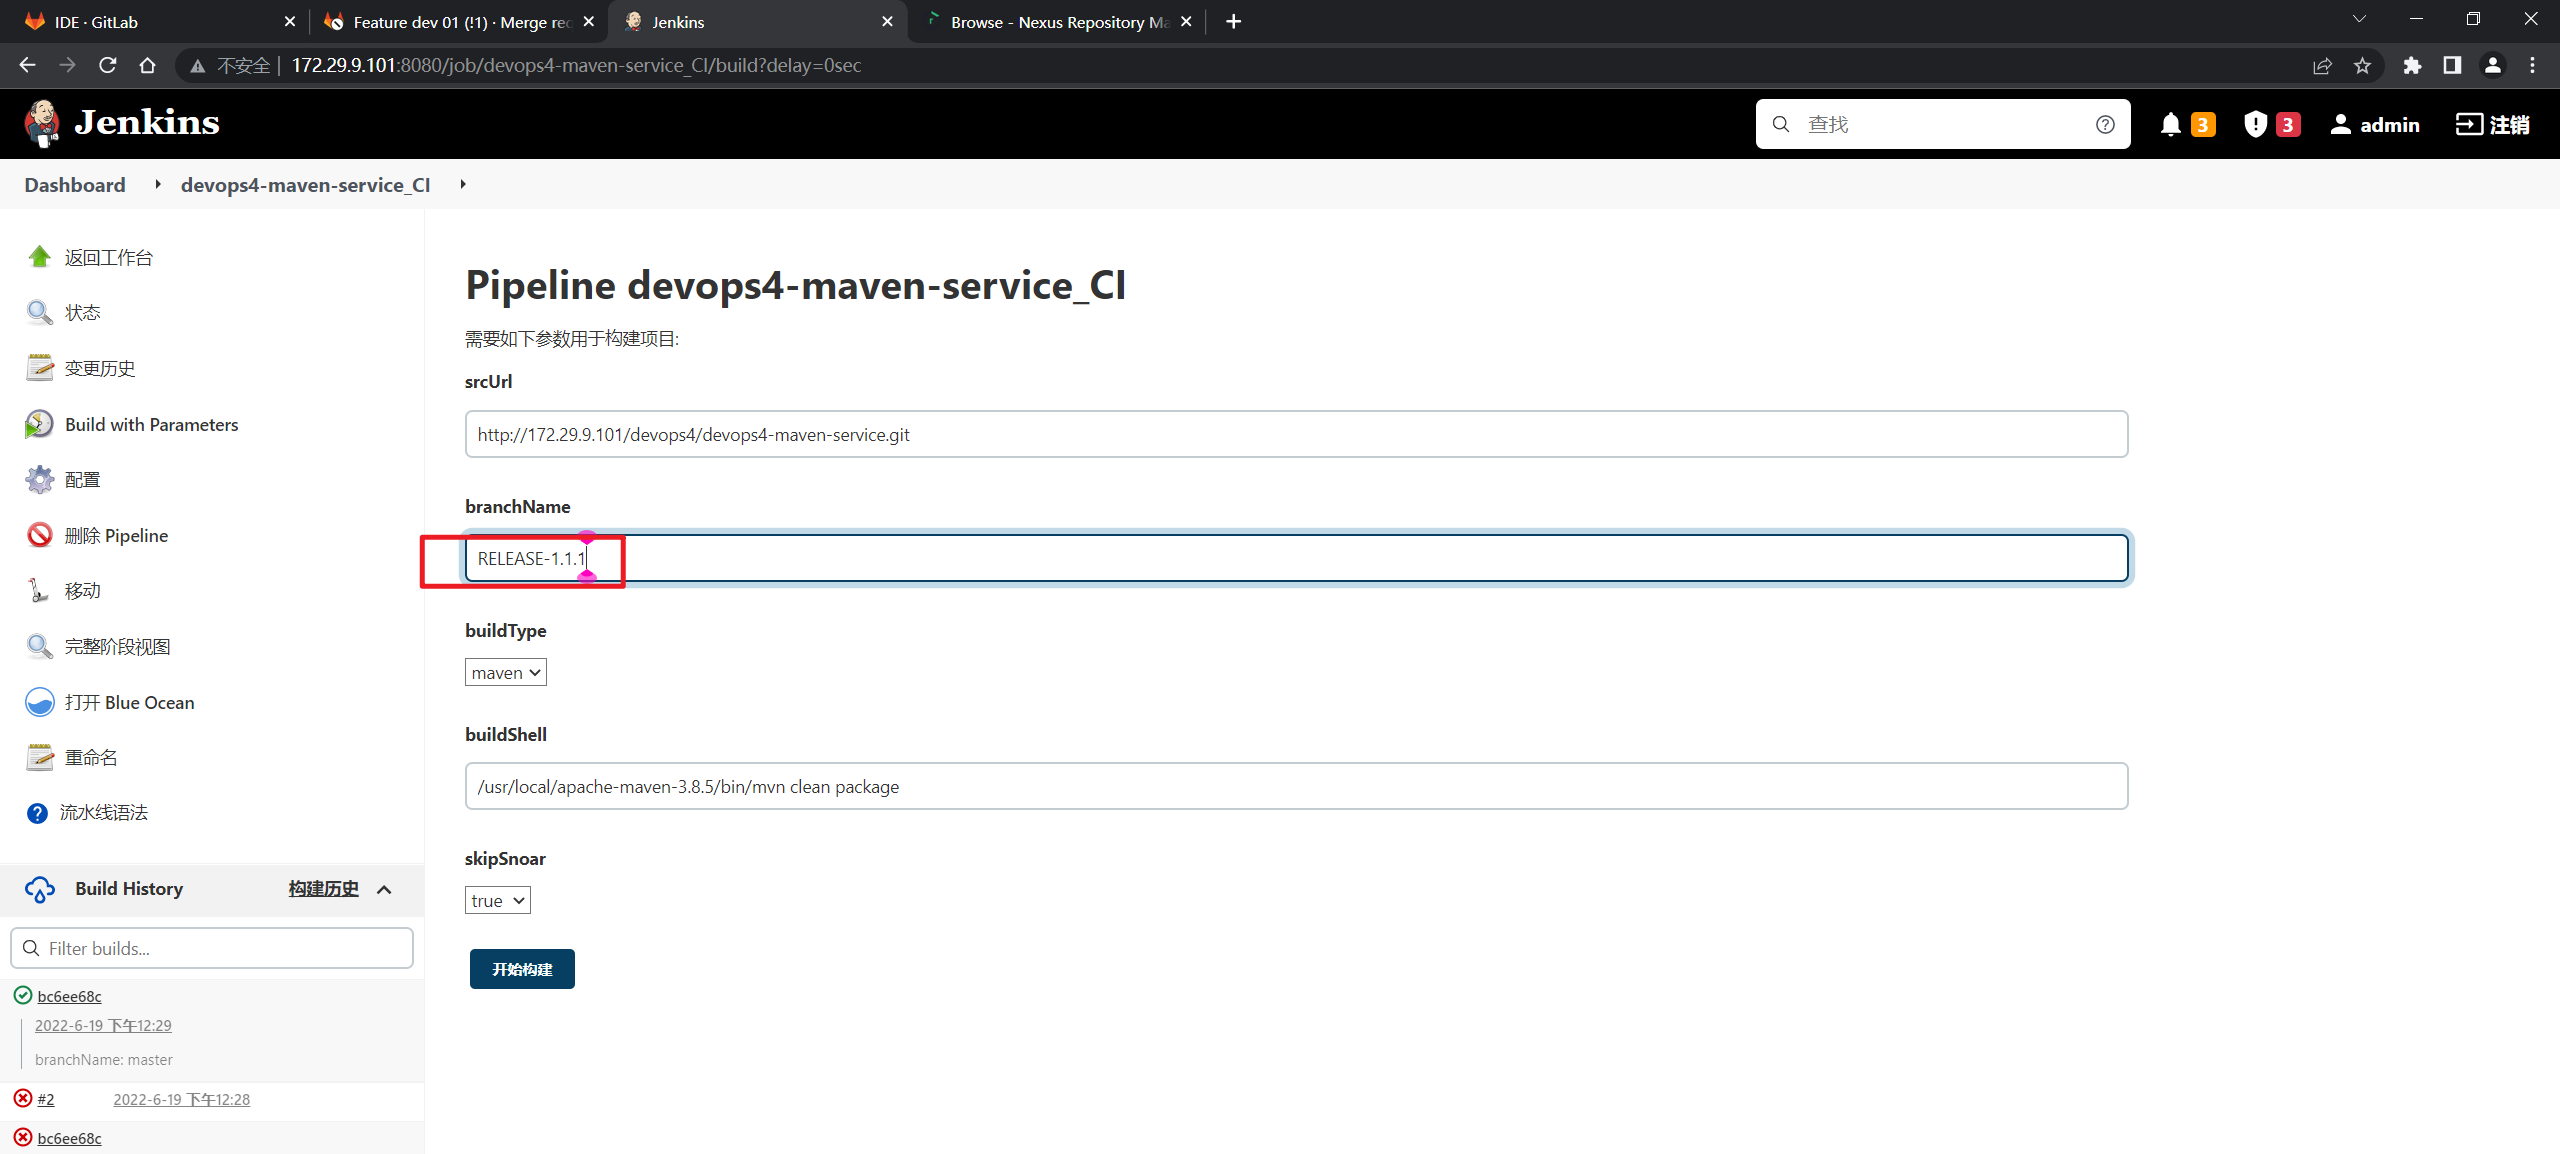 IDE · GitLab
Feature dev 01 (!1) · Merge rec
Jenkins
Browse - Nexus Repository Ma
不安全 | 172.29.9.101:8080/job/devops4-maven-service_CI/build?delay=0sec
Jenkins
查找
3
3
admin
注销
Dashboard
devops4-maven-service_CI
返回工作台
状态
变更历史
Build with Parameters
配置
删除 Pipeline
移动
完整阶段视图
打开 Blue Ocean
重命名
流水线语法
Build History
构建历史
Filter builds...
bc6ee68c
2022-6-19 下午12:29
branchName: master
#2
2022-6-19 下午12:28
bc6ee68c
Pipeline devops4-maven-service_CI
需要如下参数用于构建项目:
srcUrl
http://172.29.9.101/devops4/devops4-maven-service.git
branchName
RELEASE-1.1.1
buildType
maven
buildShell
/usr/local/apache-maven-3.8.5/bin/mvn clean package
skipSnoar
true
开始构建